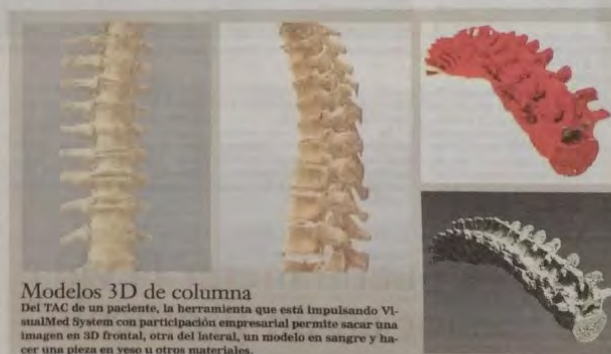 Modelos 3D de columna
Del TAC de un paciente, la herramienta que está impulsando Vi-
sualMed System con participación empresarial permite sacar una
imagen en 3D frontal, otra del lateral, un modelo en sangre y ha-
cer una pieza en yeso u otros materiales.